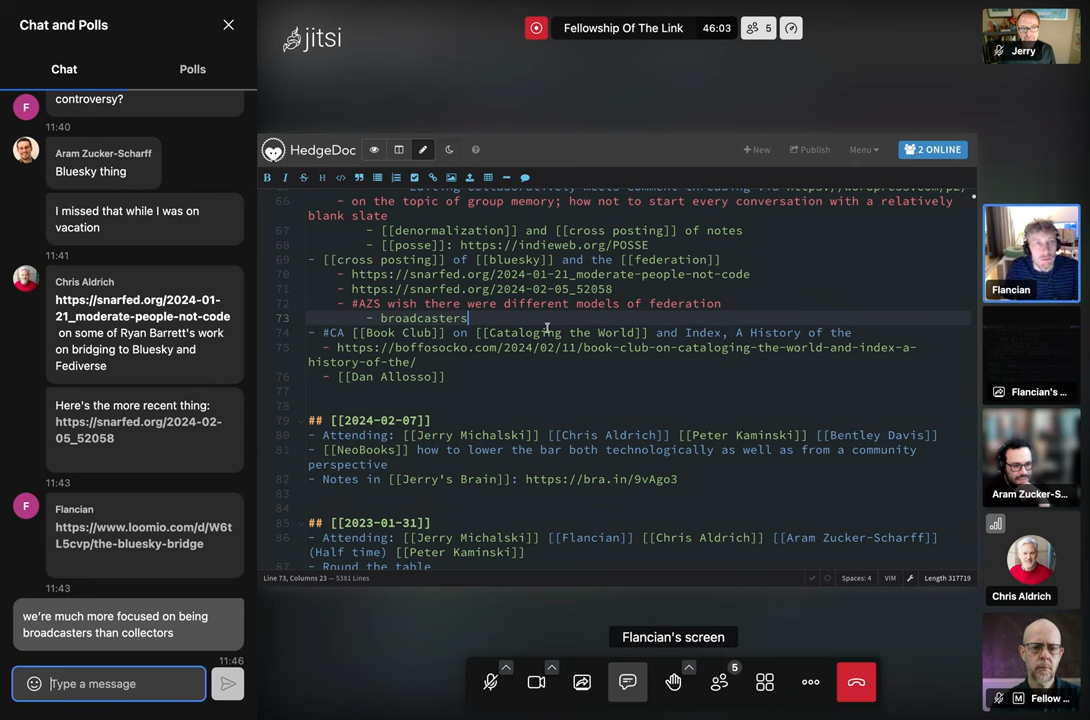 Chat and Polls
Chat
Polls
F
controversy?
11:40
Aram Zucker-Scharff
Bluesky thing
I missed that while I was on
vacation
11:41
Chris Aldrich
https://snarfed.org/2024-01-
21_moderate-people-not-code
on some of Ryan Barrett's work
on bridging to Bluesky and
Fediverse
Here's the more recent thing:
https://snarfed.org/2024-02-
05_52058
11:43
F
Flancian
https://www.loomio.com/d/W6t
L5cvp/the-bluesky-bridge
11:43
we're much more focused on being
broadcasters than collectors
11:46
Type a message
jitsi
Fellowship Of The Link
46:03
5
HedgeDoc
New
Publish
Menu
2 ONLINE
B I S H
66 - on the topic of group memory; how not to start every conversation with a relatively
blank slate
67 - [[denormalization]] and [[cross posting]] of notes
68 - [[posse]]: https://indieweb.org/POSSE
69 - [[cross posting]] of [[bluesky]] and the [[federation]]
70 - https://snarfed.org/2024-01-21_moderate-people-not-code
71 - https://snarfed.org/2024-02-05_52058
72 - #AZS wish there were different models of federation
73 - broadcasters
74 - #CA [[Book Club]] on [[Cataloging the World]] and Index, A History of the
75 - https://boffosocko.com/2024/02/11/book-club-on-cataloging-the-world-and-index-a-
history-of-the/
76 - [[Dan Allosso]]
77
78
79 ## [[2024-02-07]]
80 - Attending: [[Jerry Michalski]] [[Chris Aldrich]] [[Peter Kaminski]] [[Bentley Davis]]
81 - [[NeoBooks]] how to lower the bar both technologically as well as from a community
perspective
82 - Notes in [[Jerry's Brain]]: https://bra.in/9vAgo3
83
84
85 ## [[2023-01-31]]
86 - Attending: [[Jerry Michalski]] [[Flancian]] [[Chris Aldrich]] [[Aram Zucker-Scharff]]
(Half time) [[Peter Kaminski]]
87 - Round the table
Line 73, Columns 23 — 5381 Lines
Spaces: 4
VIM
Length 317719
Flancian's screen
5
Jerry
Flancian
Flancian's ...
Aram Zucker-S...
Chris Aldrich
M Fellow ...